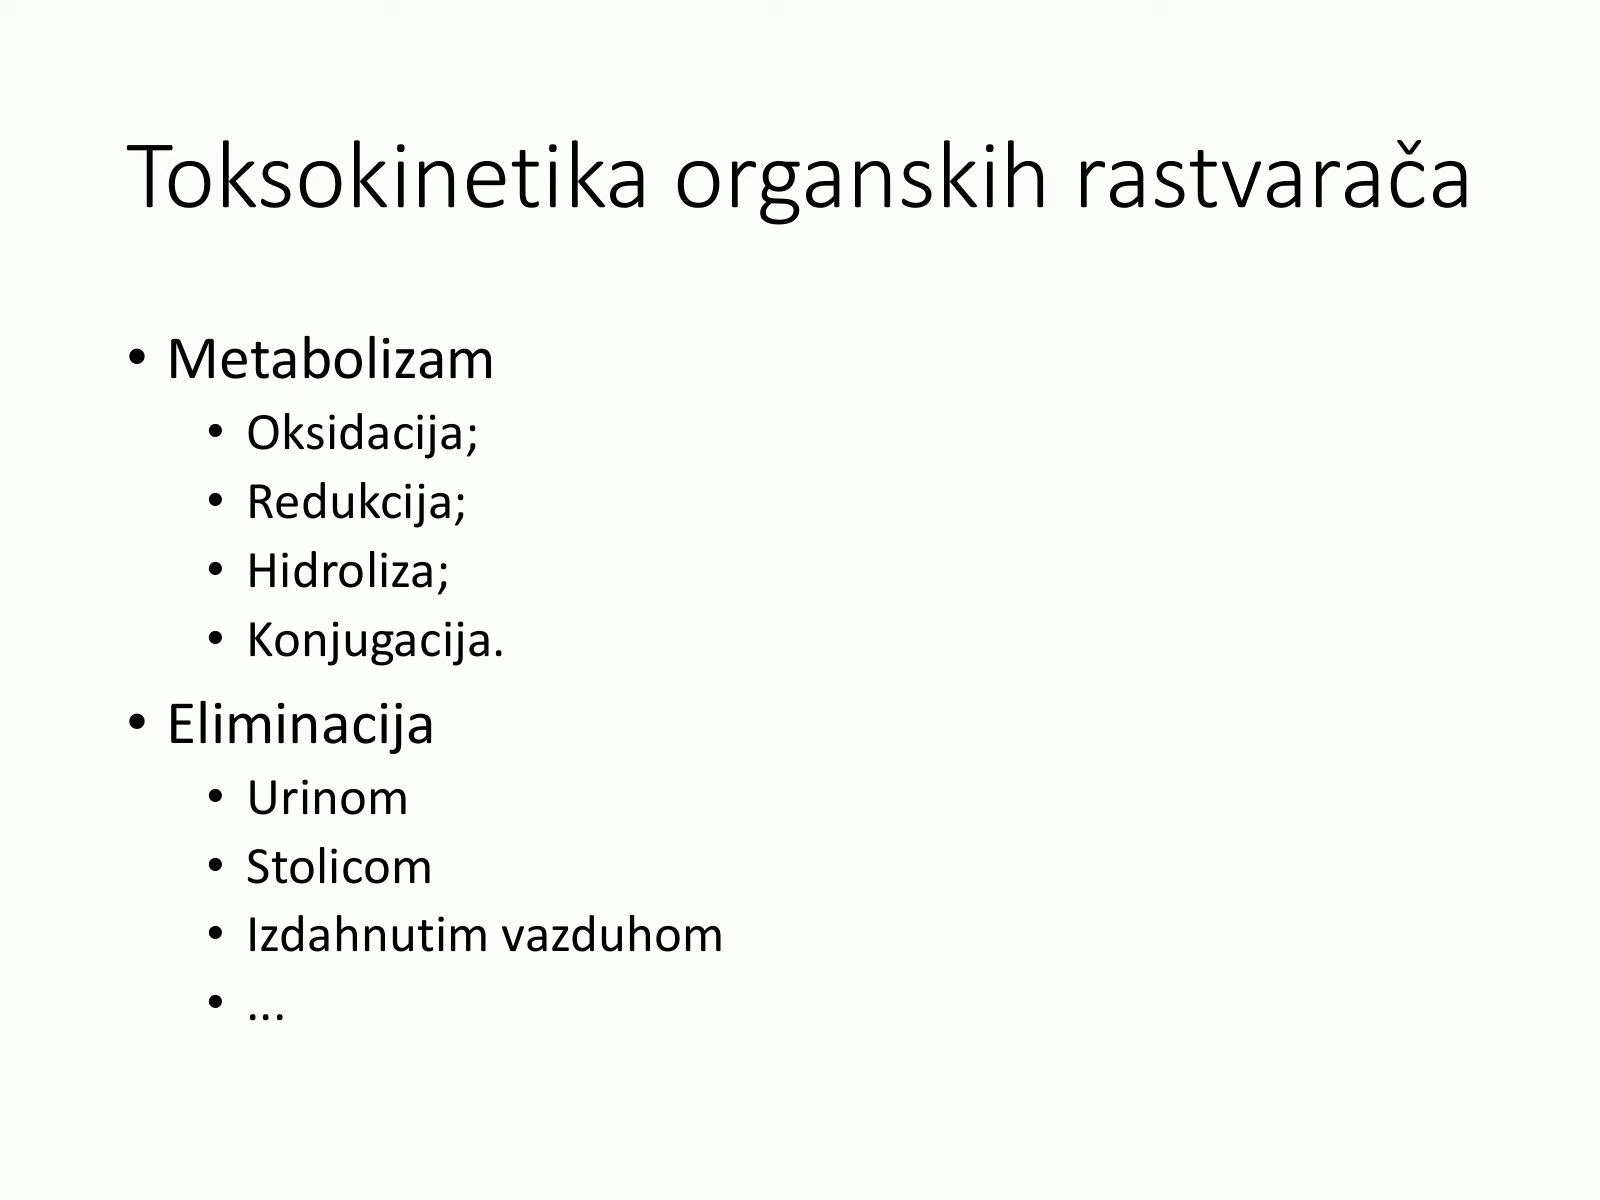 Toksokinetika organskih rastvarača
• Metabolizam
• Oksidacija;
• Redukcija;
• Hidroliza;
• Konjugacija.
• Eliminacija
• Urinom
• Stolicom
• Izdahnutim vazduhom
• ...